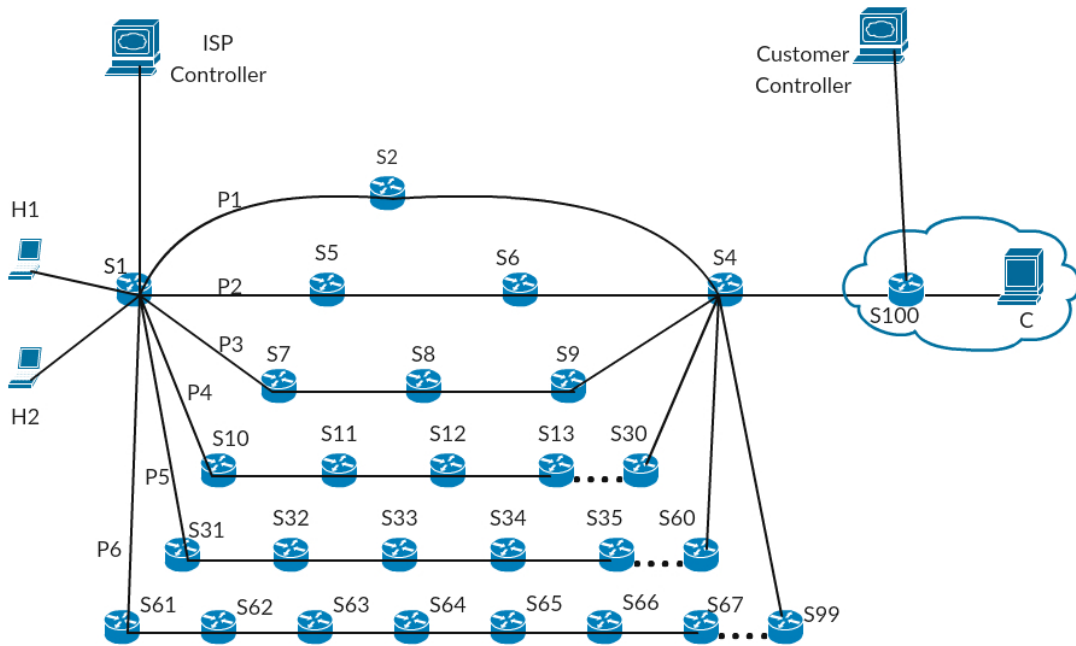 ISP
Controller
Customer
Controller
S2
P1
H1
S1
S5
S6
S4
P2
S100
C
P3
S7
S8
S9
P4
H2
S10
S11
S12
S13
S30
P5
S31
S32
S33
S34
S35
S60
P6
S61
S62
S63
S64
S65
S66
S67
S99